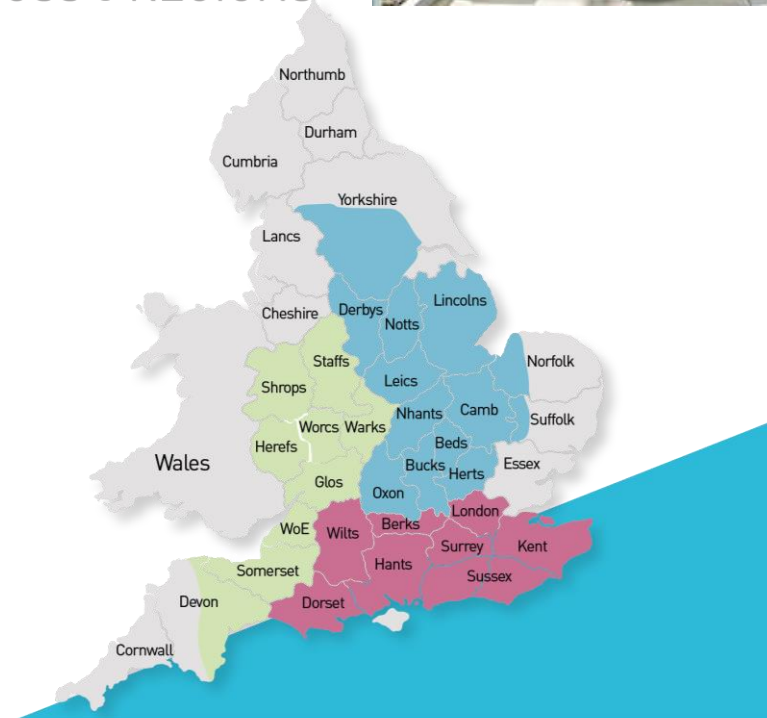 Northumb
Durham
Cumbria
Yorkshire
Lancs
Lincolns
Cheshire
Derbys
Notts
Staffs
Norfolk
Shrops
Leics
Nhants
Camb
Suffolk
Worcs
Warks
Herefs
Beds
Wales
Bucks
Herts
Essex
Glos
Oxon
London
WoE
Wilts
Berks
Surrey
Kent
Somerset
Hants
Sussex
Devon
Dorset
Cornwall